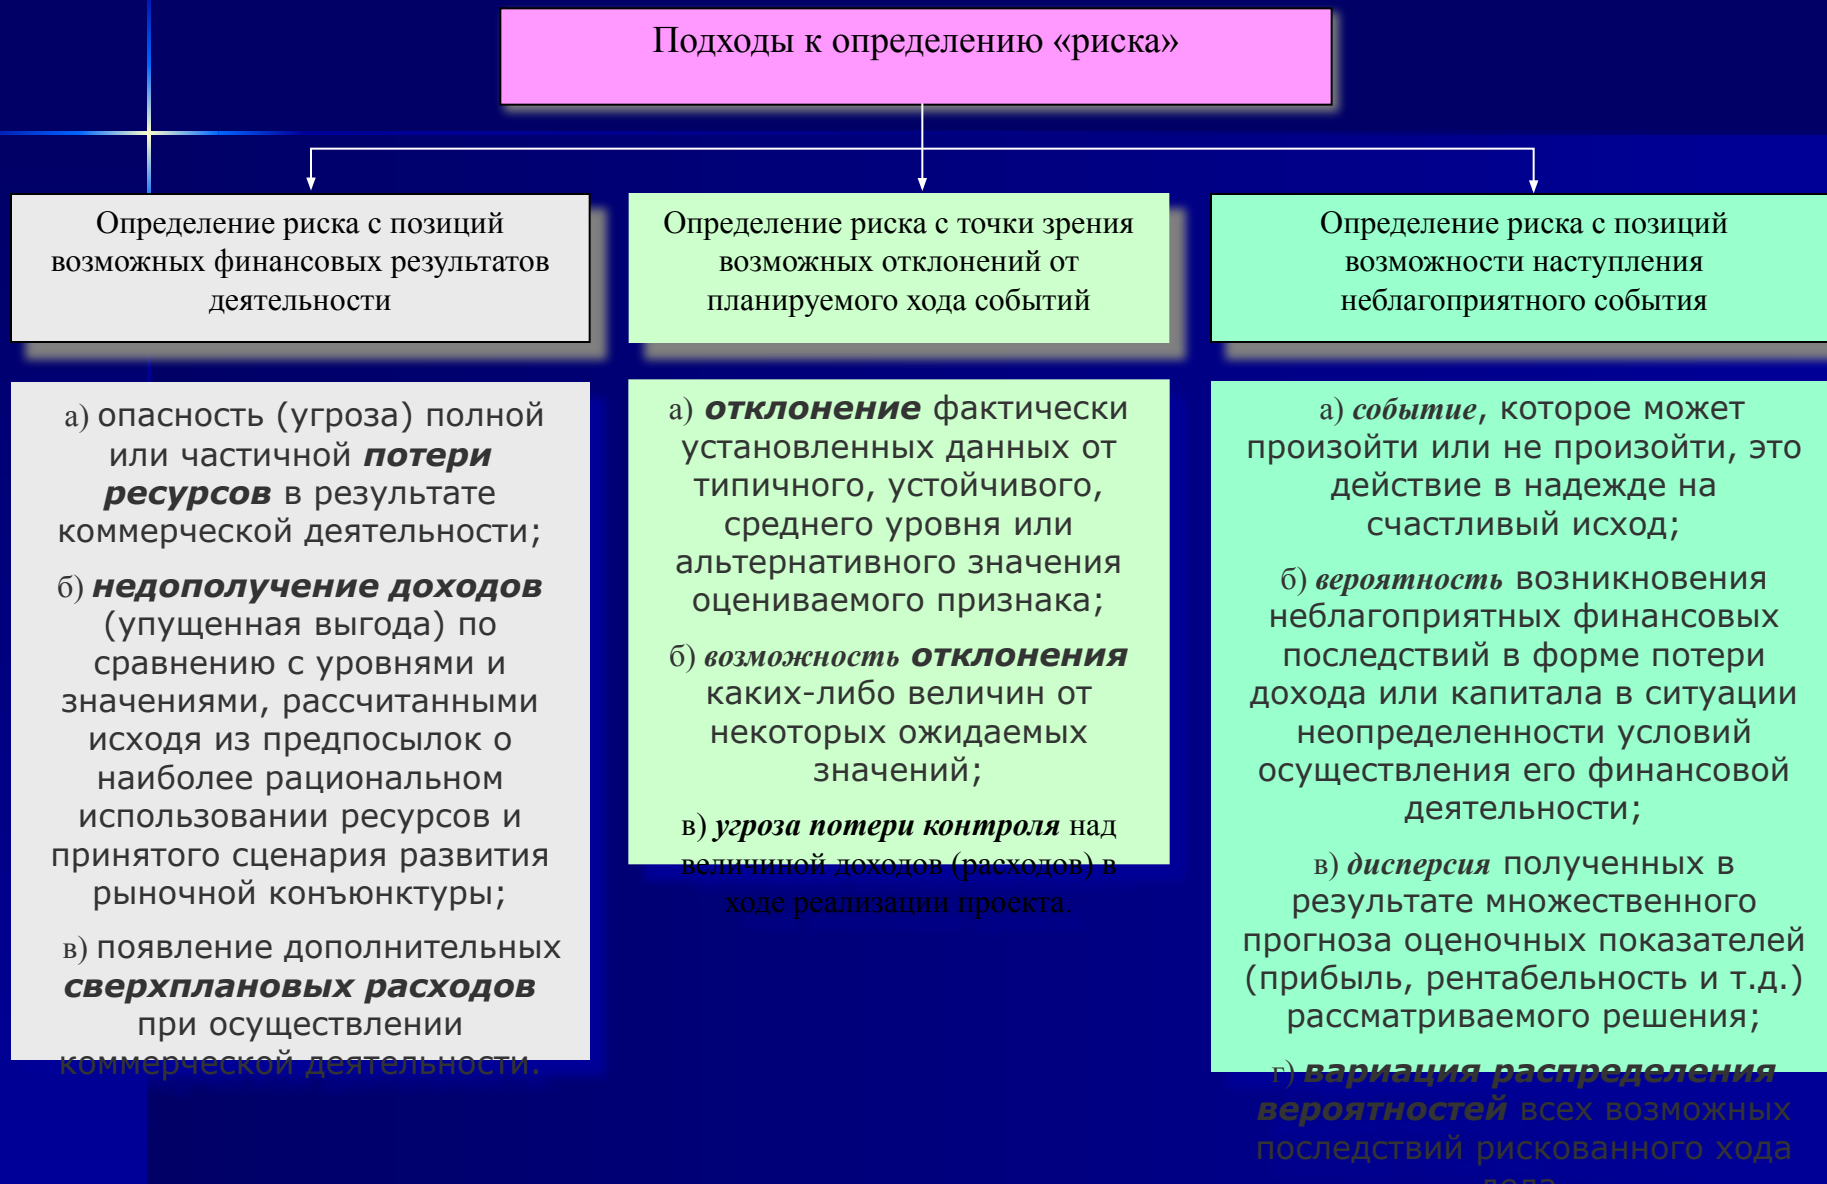 Подходы к определению «риска»
Определение риска с позиций
возможных финансовых результатов
деятельности
а) опасность (угроза) полной
или частичной потери
ресурсов в результате
коммерческой деятельности;
б) недополучение доходов
(упущенная выгода) по
сравнению с уровнями и
значениями, рассчитанными
исходя из предпосылок о
наиболее рациональном
использовании ресурсов и
принятого сценария развития
рыночной конъюнктуры;
в) появление дополнительных
сверхплановых расходов
при осуществлении
коммерческой деятельности.
Определение риска с точки зрения
возможных отклонений от
планируемого хода событий
а) отклонение фактически
установленных данных от
типичного, устойчивого,
среднего уровня или
альтернативного значения
оцениваемого признака;
б) возможность отклонения
каких-либо величин от
некоторых ожидаемых
значений;
в) угроза потери контроля над
величиной доходов (расходов) в
ходе реализации проекта.
Определение риска с позиций
возможности наступления
неблагоприятного события
а) событие, которое может
произойти или не произойти, это
действие в надежде на
счастливый исход;
б) вероятность возникновения
неблагоприятных финансовых
последствий в форме потери
дохода или капитала в ситуации
неопределенности условий
осуществления его финансовой
деятельности;
в) дисперсия полученных в
результате множественного
прогноза оценочных показателей
(прибыль, рентабельность и т.д.)
рассматриваемого решения;
г) вариация распределения
вероятностей всех возможных
последствий рискованного хода